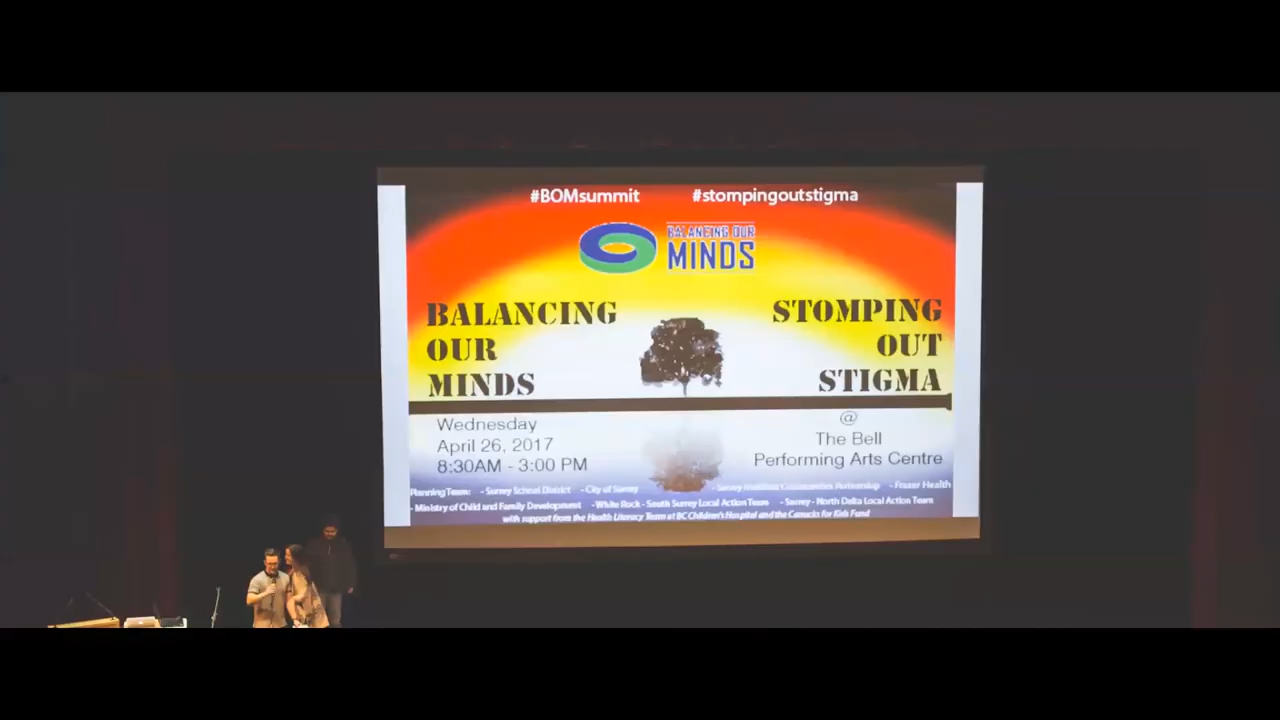 #BOMsummit #stompingoutstigma
BALANCING OUR
MINDS
BALANCING
OUR
MINDS
STOMPING
OUT
STIGMA
Wednesday
April 26, 2017
8:30AM - 3:00 PM
@
The Bell
Performing Arts Centre
Planning Team: - Surrey School District - City of Surrey - Surrey Communities Partnership - Fraser Health
- Ministry of Child and Family Development - White Rock - South Surrey Local Action Team - Surrey - North Delta Local Action Team
with support from the Health Literacy Team at BC Children's Hospital and the Canucks for Kids Fund